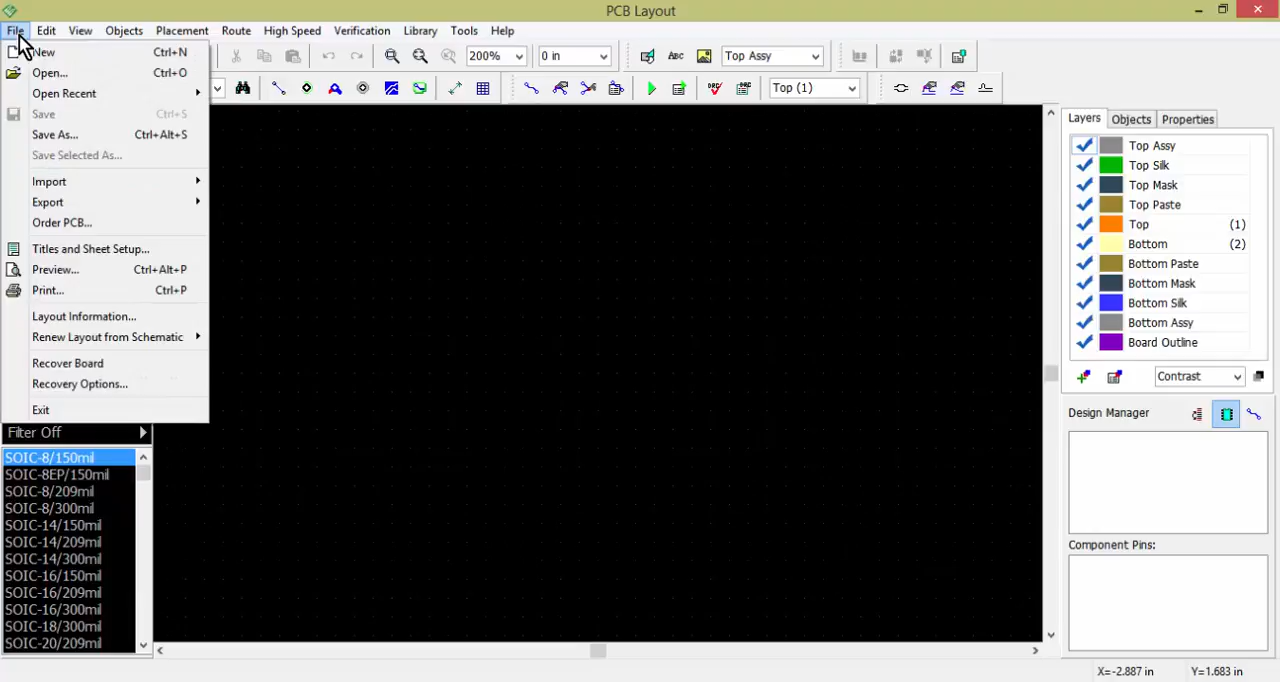 PCB Layout
File Edit View Objects Placement Route High Speed Verification Library Tools Help
New Ctrl+N
Open... Ctrl+O
Open Recent
Save Ctrl+S
Save As... Ctrl+Alt+S
Save Selected As...
Import
Export
Order PCB...
Titles and Sheet Setup...
Preview... Ctrl+Alt+P
Print... Ctrl+P
Layout Information...
Renew Layout from Schematic
Recover Board
Recovery Options...
Exit
200% 0 in Abc Top Assy
DRC NET Top (1)
Filter Off
SOIC-8/150mil
SOIC-8EP/150mil
SOIC-8/209mil
SOIC-8/300mil
SOIC-14/150mil
SOIC-14/209mil
SOIC-14/300mil
SOIC-16/150mil
SOIC-16/209mil
SOIC-16/300mil
SOIC-18/300mil
SOIC-20/209mil
Layers Objects Properties
Top Assy
Top Silk
Top Mask
Top Paste
Top (1)
Bottom (2)
Bottom Paste
Bottom Mask
Bottom Silk
Bottom Assy
Board Outline
Contrast
Design Manager
Component Pins:
X=-2.887 in Y=1.683 in